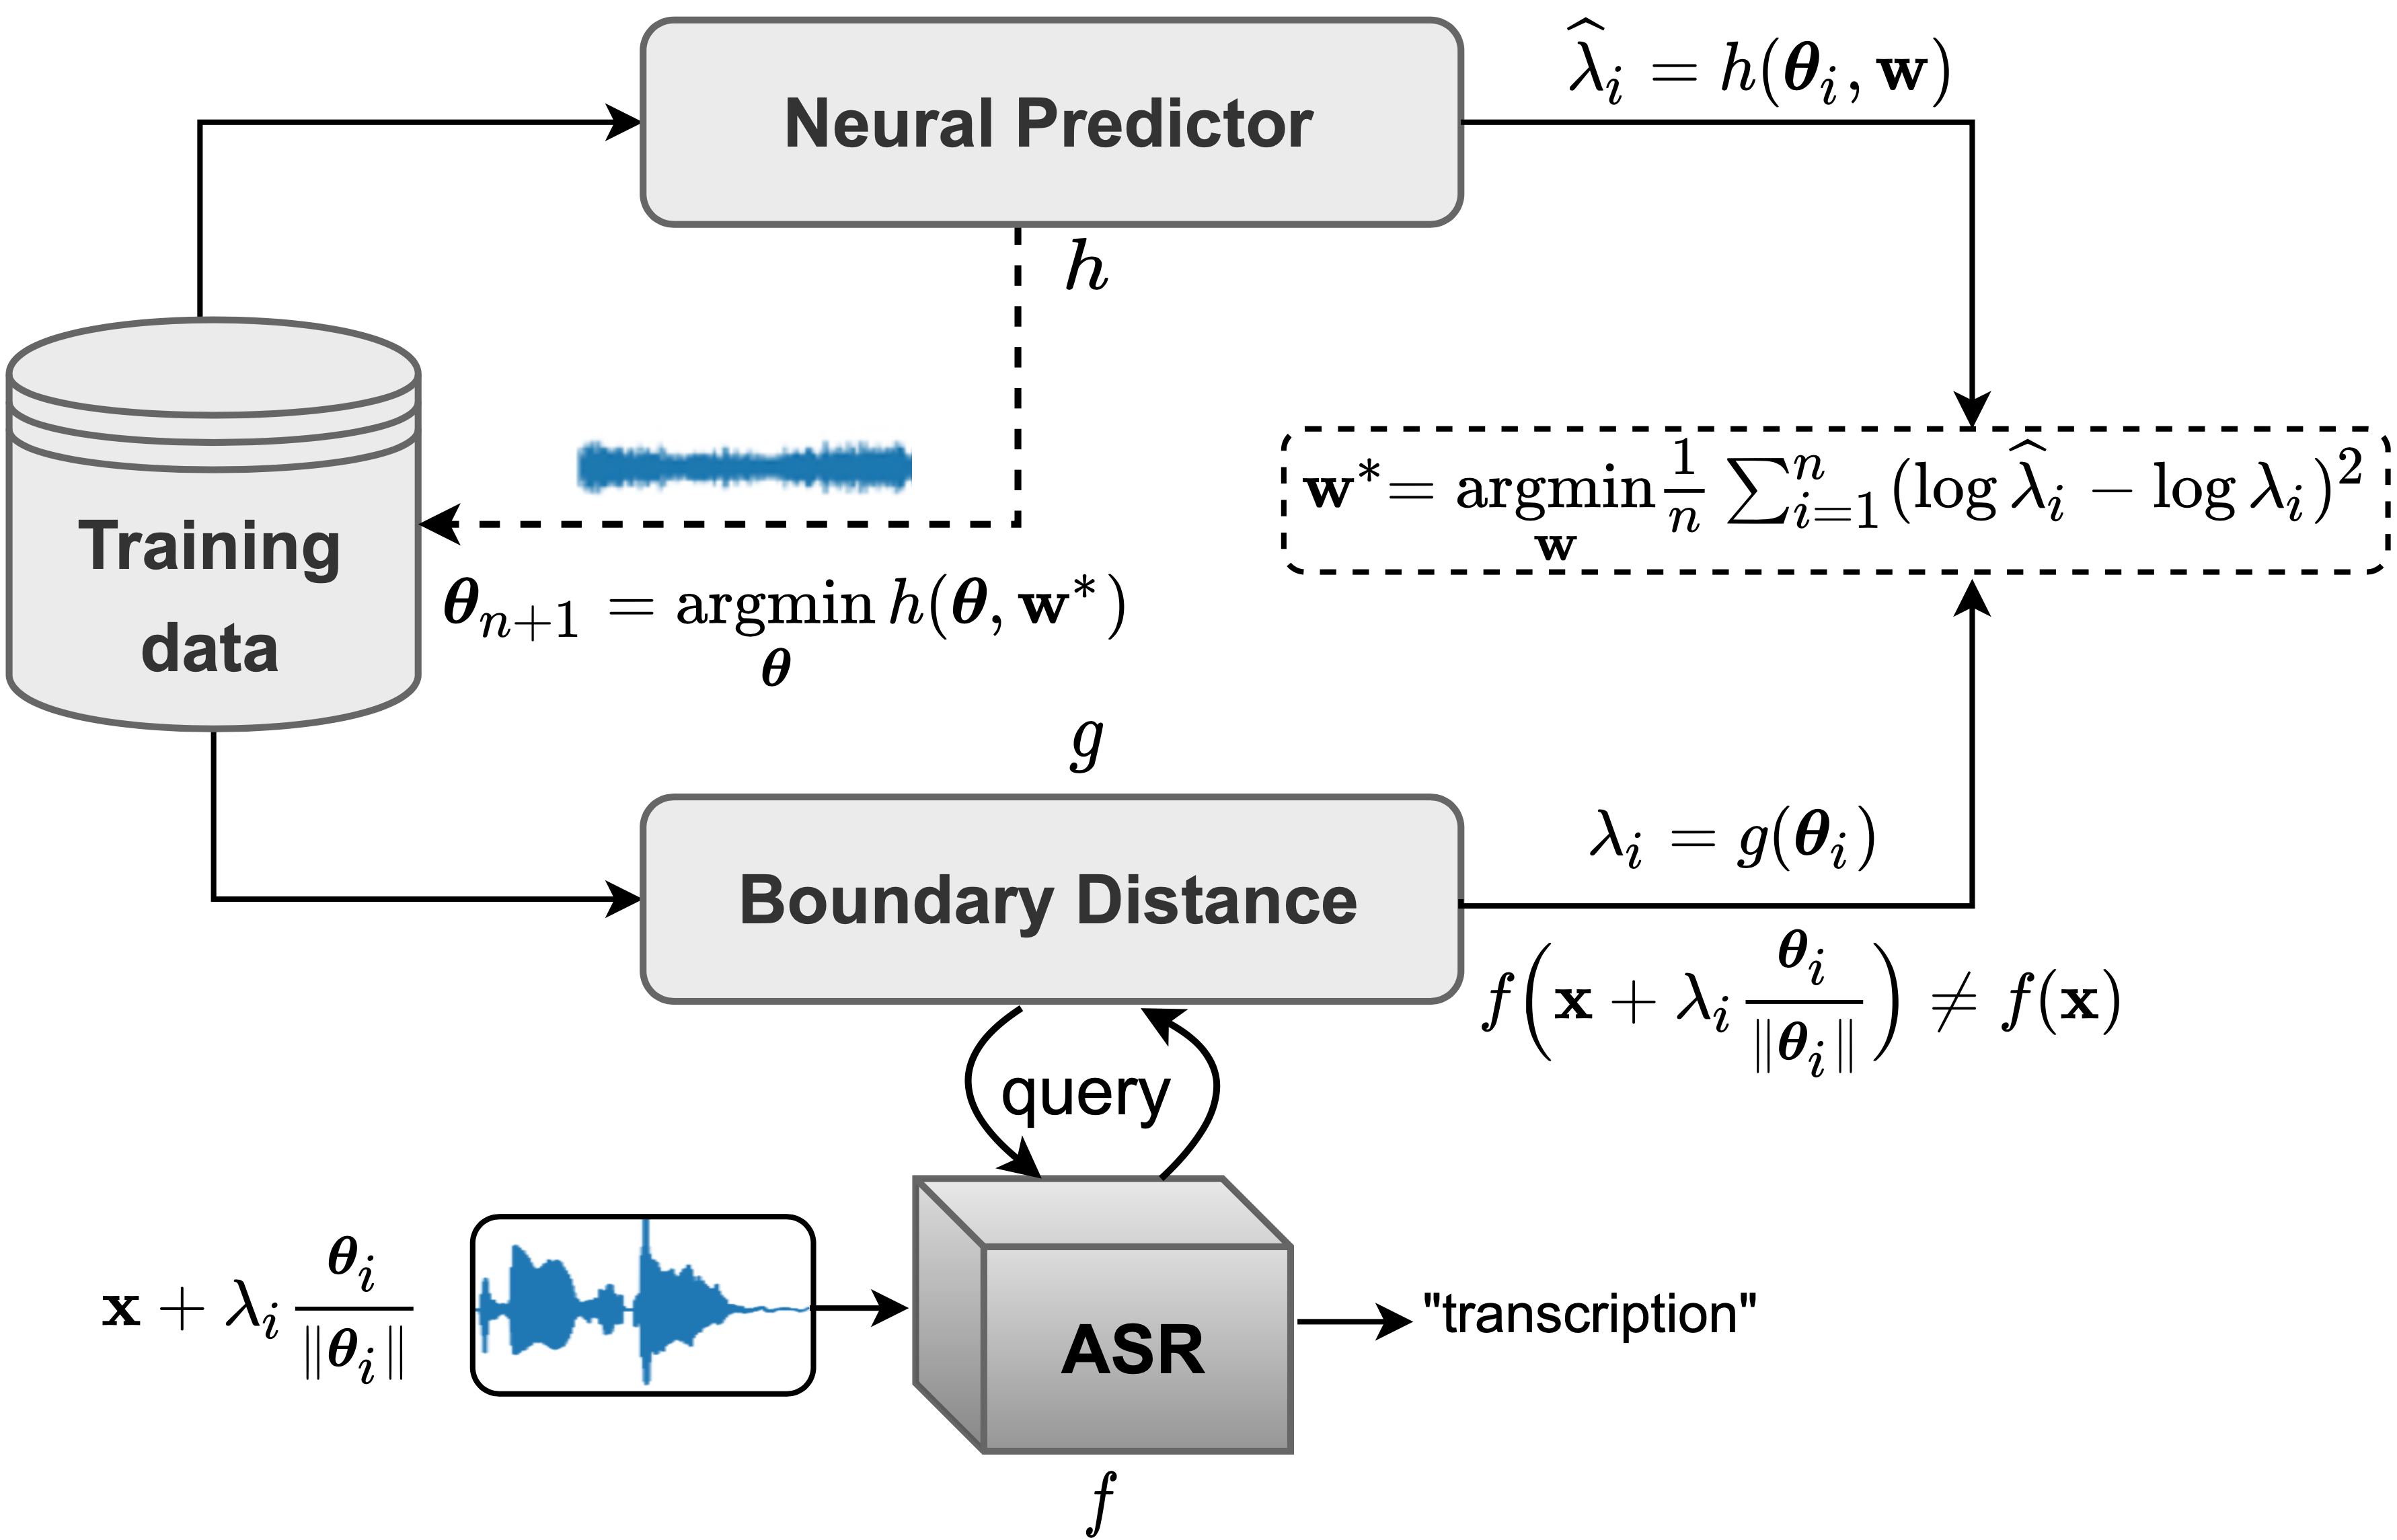 Neural Predictor
$\widehat{\lambda}_i = h(\boldsymbol{\theta}_i, \mathbf{w})$
$h$
Training
data
$\mathbf{w}^* = \underset{\mathbf{w}}{\operatorname{argmin}} \frac{1}{n} \sum_{i=1}^{n} (\log \widehat{\lambda}_i - \log \lambda_i)^2$
$\boldsymbol{\theta}_{n+1} = \underset{\boldsymbol{\theta}}{\operatorname{argmin}}\, h(\boldsymbol{\theta}, \mathbf{w}^*)$
$g$
Boundary Distance
$\lambda_i = g(\boldsymbol{\theta}_i)$
$f\left(\mathbf{x} + \lambda_i \frac{\boldsymbol{\theta}_i}{\|\boldsymbol{\theta}_i\|}\right) \neq f(\mathbf{x})$
query
$\mathbf{x} + \lambda_i \frac{\boldsymbol{\theta}_i}{\|\boldsymbol{\theta}_i\|}$
ASR
"transcription"
$f$